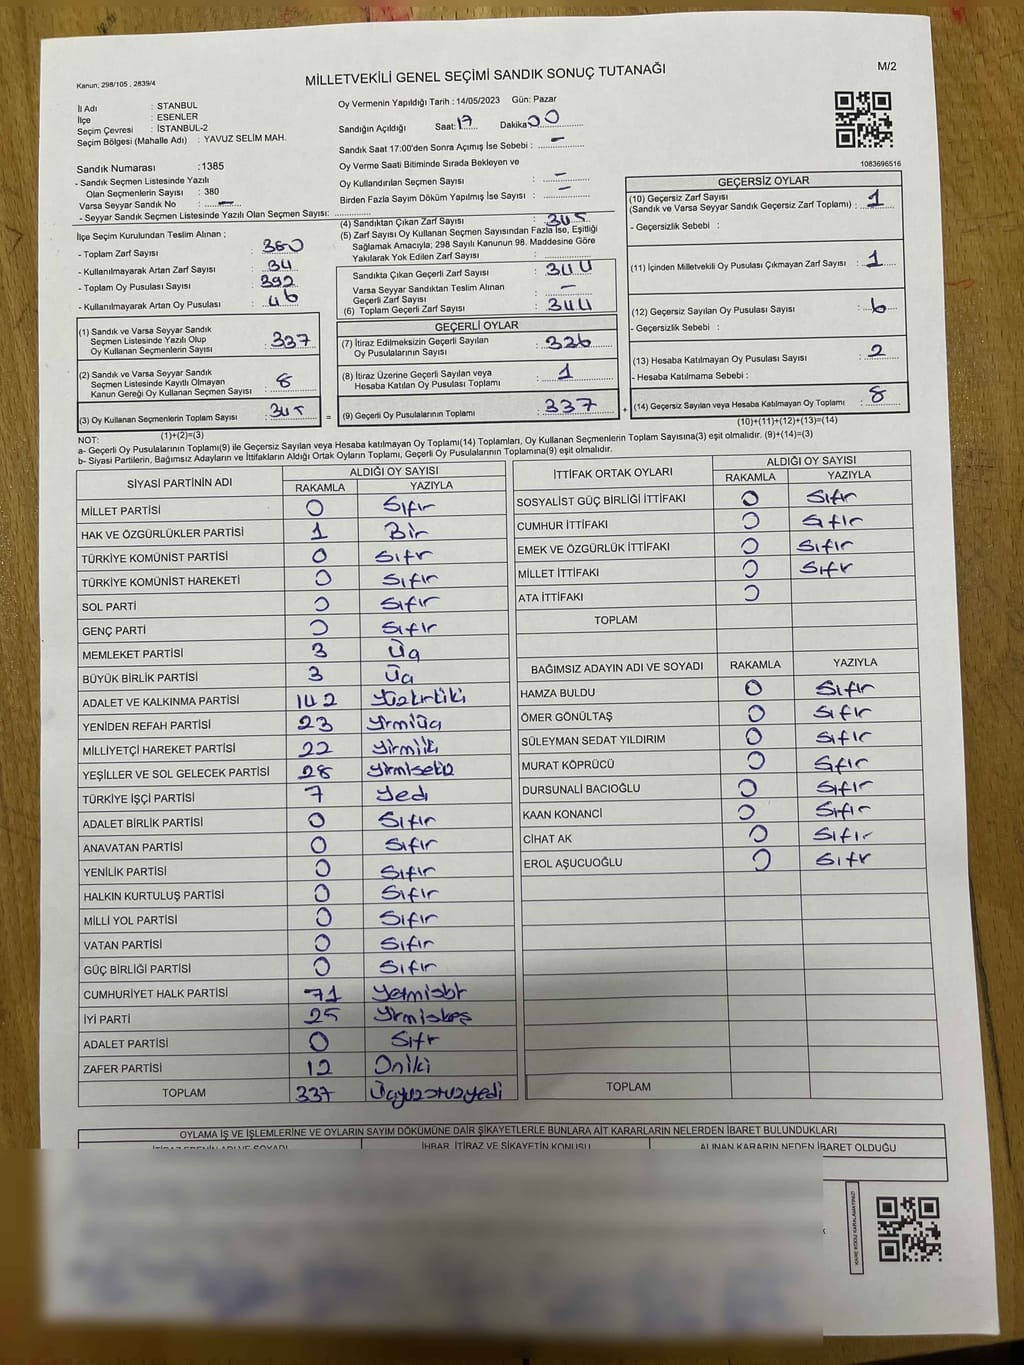 Kanun; 298/105 , 2839/4
MİLLETVEKİLİ GENEL SEÇİMİ SANDIK SONUÇ TUTANAĞI
M/2
İl Adı : STANBUL
İlçe : ESENLER
Seçim Çevresi : İSTANBUL-2
Seçim Bölgesi (Mahalle Adı) : YAVUZ SELİM MAH.
Oy Vermenin Yapıldığı Tarih : 14/05/2023 Gün: Pazar
Sandığın Açıldığı Saat: 17 Dakika 00
Sandık Saat 17:00'den Sonra Açımış İse Sebebi : –
Oy Verme Saati Bitiminde Sırada Bekleyen ve
Oy Kullandırılan Seçmen Sayısı : –
Birden Fazla Sayım Döküm Yapılmış İse Sayısı : –
1083696516
Sandık Numarası :1385
- Sandık Seçmen Listesinde Yazılı
Olan Seçmenlerin Sayısı : 380
Varsa Seyyar Sandık No : –
- Seyyar Sandık Seçmen Listesinde Yazılı Olan Seçmen Sayısı:
İlçe Seçim Kurulundan Teslim Alınan ;
- Toplam Zarf Sayısı : 380
- Kullanılmayarak Artan Zarf Sayısı : 34
- Toplam Oy Pusulası Sayısı : 392
- Kullanılmayarak Artan Oy Pusulası : 46
(1) Sandık ve Varsa Seyyar Sandık
Seçmen Listesinde Yazılı Olup
Oy Kullanan Seçmenlerin Sayısı : 337
(2) Sandık ve Varsa Seyyar Sandık
Seçmen Listesinde Kayıtlı Olmayan
Kanun Gereği Oy Kullanan Seçmen Sayısı : 8
(3) Oy Kullanan Seçmenlerin Toplam Sayısı : 345
(1)+(2)=(3)
(4) Sandıktan Çıkan Zarf Sayısı : 345
(5) Zarf Sayısı Oy Kullanan Seçmen Sayısından Fazla İse, Eşitliği
Sağlamak Amacıyla; 298 Sayılı Kanunun 98. Maddesine Göre
Yakılarak Yok Edilen Zarf Sayısı :
Sandıkta Çıkan Geçerli Zarf Sayısı : 344
Varsa Seyyar Sandıktan Teslim Alınan
Geçerli Zarf Sayısı : –
(6) Toplam Geçerli Zarf Sayısı : 344
GEÇERLİ OYLAR
(7) İtiraz Edilmeksizin Geçerli Sayılan
Oy Pusulalarının Sayısı : 326
(8) İtiraz Üzerine Geçerli Sayılan veya
Hesaba Katılan Oy Pusulası Toplamı : 1
= (9) Geçerli Oy Pusulalarının Toplamı : 337
GEÇERSİZ OYLAR
(10) Geçersiz Zarf Sayısı
(Sandık ve Varsa Seyyar Sandık Geçersiz Zarf Toplamı) : 1
- Geçersizlik Sebebi :
(11) İçinden Milletvekili Oy Pusulası Çıkmayan Zarf Sayısı : 1
(12) Geçersiz Sayılan Oy Pusulası Sayısı : 6
- Geçersizlik Sebebi :
(13) Hesaba Katılmayan Oy Pusulası Sayısı : 2
- Hesaba Katılmama Sebebi :
+ (14) Geçersiz Sayılan veya Hesaba Katılmayan Oy Toplamı : 8
(10)+(11)+(12)+(13)=(14)
NOT:
a- Geçerli Oy Pusulalarının Toplamı(9) ile Geçersiz Sayılan veya Hesaba katılmayan Oy Toplamı(14) Toplamları, Oy Kullanan Seçmenlerin Toplam Sayısına(3) eşit olmalıdır. (9)+(14)=(3)
b- Siyasi Partilerin, Bağımsız Adayların ve İttifakların Aldığı Ortak Oyların Toplamı, Geçerli Oy Pusulalarının Toplamına(9) eşit olmalıdır.
SİYASİ PARTİNİN ADI ALDIĞI OY SAYISI
RAKAMLA YAZIYLA
MİLLET PARTİSİ 0 Sıfır
HAK VE ÖZGÜRLÜKLER PARTİSİ 1 Bir
TÜRKİYE KOMÜNİST PARTİSİ 0 Sıfr
TÜRKİYE KOMÜNİST HAREKETİ 0 Sıfır
SOL PARTİ 0 Sıfır
GENÇ PARTİ 0 Sıfır
MEMLEKET PARTİSİ 3 Üç
BÜYÜK BİRLİK PARTİSİ 3 Üç
ADALET VE KALKINMA PARTİSİ 142 Yüzkırkiki
YENİDEN REFAH PARTİSİ 23 Yirmiüç
MİLLİYETÇİ HAREKET PARTİSİ 22 Yirmiiki
YEŞİLLER VE SOL GELECEK PARTİSİ 28 Yirmisekiz
TÜRKİYE İŞÇİ PARTİSİ 7 Yedi
ADALET BİRLİK PARTİSİ 0 Sıfır
ANAVATAN PARTİSİ 0 Sıfır
YENİLİK PARTİSİ 0 Sıfır
HALKIN KURTULUŞ PARTİSİ 0 Sıfır
MİLLİ YOL PARTİSİ 0 Sıfır
VATAN PARTİSİ 0 Sıfır
GÜÇ BİRLİĞİ PARTİSİ 0 Sıfır
CUMHURİYET HALK PARTİSİ 71 Yetmişbir
İYİ PARTİ 25 Yirmibeş
ADALET PARTİSİ 0 Sıfr
ZAFER PARTİSİ 12 Oniki
TOPLAM 337 Üçyüzotuzyedi
İTTİFAK ORTAK OYLARI ALDIĞI OY SAYISI
RAKAMLA YAZIYLA
SOSYALİST GÜÇ BİRLİĞİ İTTİFAKI 0 Sıfır
CUMHUR İTTİFAKI 0 Sıfır
EMEK VE ÖZGÜRLÜK İTTİFAKI 0 Sıfır
MİLLET İTTİFAKI 0 Sıfr
ATA İTTİFAKI 0
TOPLAM
BAĞIMSIZ ADAYIN ADI VE SOYADI RAKAMLA YAZIYLA
HAMZA BULDU 0 Sıfır
ÖMER GÖNÜLTAŞ 0 Sıfır
SÜLEYMAN SEDAT YILDIRIM 0 Sıfır
MURAT KÖPRÜCÜ 0 Sıfır
DURSUNALİ BACIOĞLU 0 Sıfır
KAAN KONANCİ 0 Sıfır
CİHAT AK 0 Sıfır
EROL AŞUCUOĞLU 0 Sıfr
TOPLAM
OYLAMA İŞ VE İŞLEMLERİNE VE OYLARIN SAYIM DÖKÜMÜNE DAİR ŞİKAYETLERLE BUNLARA AİT KARARLARIN NELERDEN İBARET BULUNDUKLARI
İTİRAZ EDENİN ADI VE SOYADI İHBAR, İTİRAZ VE ŞİKAYETİN KONUSU ALINAN KARARIN NEDEN İBARET OLDUĞU